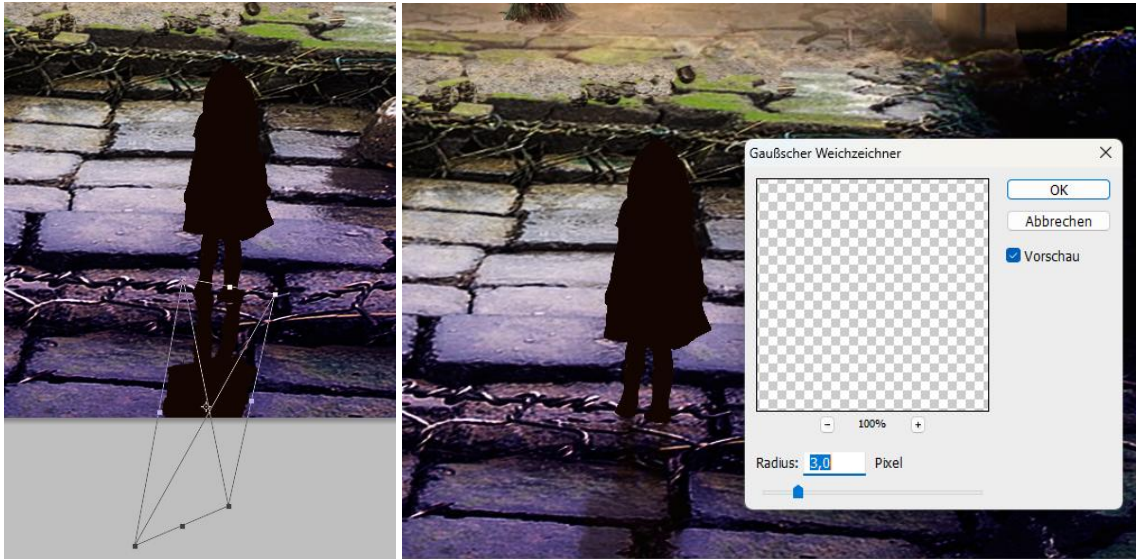 Gaußscher Weichzeichner
OK
Abbrechen
Vorschau
100%
Radius: 3,0 Pixel